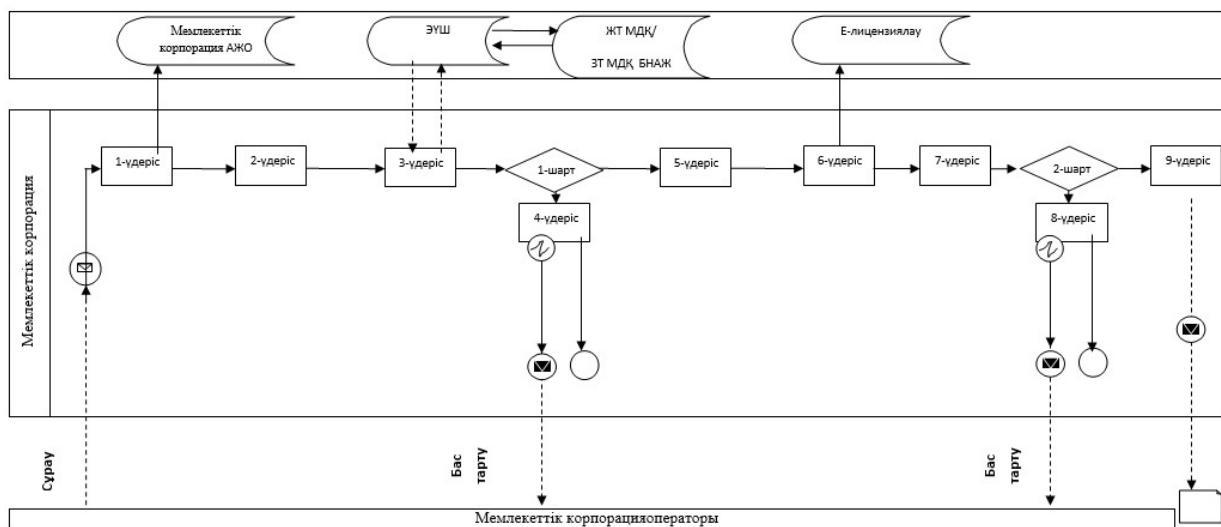 Мемлекеттік
корпорация АЖО
ЭҮШ
ЖТ МДҚ/
ЗТ МДҚ БНАЖ
Е-лицензиялау
Мемлекеттік корпорация
1-үдеріс
2-үдеріс
3-үдеріс
1-шарт
5-үдеріс
6-үдеріс
7-үдеріс
2-шарт
9-үдеріс
4-үдеріс
8-үдеріс
Сұрау
Бас
тарту
Бас
тарту
Мемлекеттік корпорацияоператоры